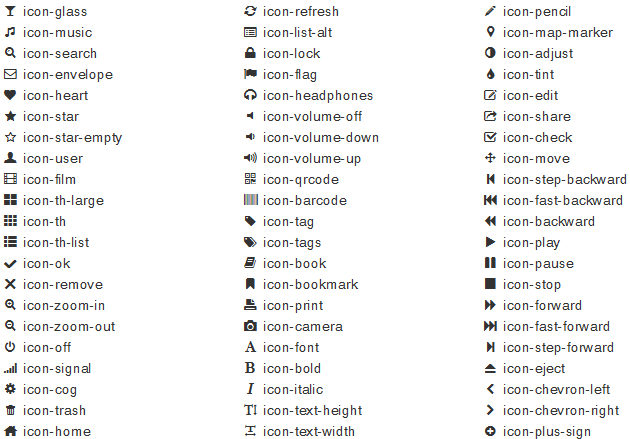 icon-glass
icon-music
icon-search
icon-envelope
icon-heart
icon-star
icon-star-empty
icon-user
icon-film
icon-th-large
icon-th
icon-th-list
icon-ok
icon-remove
icon-zoom-in
icon-zoom-out
icon-off
icon-signal
icon-cog
icon-trash
icon-home
icon-refresh
icon-list-alt
icon-lock
icon-flag
icon-headphones
icon-volume-off
icon-volume-down
icon-volume-up
icon-qrcode
icon-barcode
icon-tag
icon-tags
icon-book
icon-bookmark
icon-print
icon-camera
A icon-font
B icon-bold
I icon-italic
T icon-text-height
T icon-text-width
icon-pencil
icon-map-marker
icon-adjust
icon-tint
icon-edit
icon-share
icon-check
icon-move
icon-step-backward
icon-fast-backward
icon-backward
icon-play
icon-pause
icon-stop
icon-forward
icon-fast-forward
icon-step-forward
icon-eject
icon-chevron-left
icon-chevron-right
icon-plus-sign